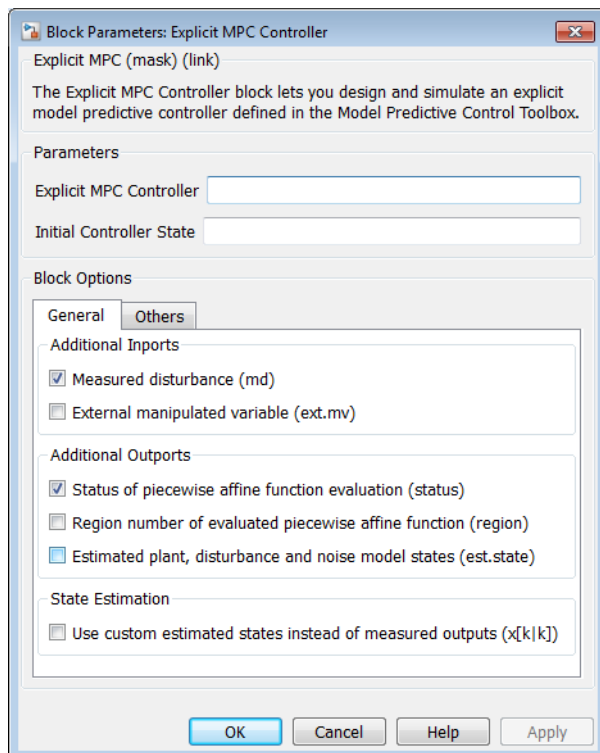 Block Parameters: Explicit MPC Controller
Explicit MPC (mask) (link)
The Explicit MPC Controller block lets you design and simulate an explicit
model predictive controller defined in the Model Predictive Control Toolbox.
Parameters
Explicit MPC Controller
Initial Controller State
Block Options
General Others
Additional Inports
Measured disturbance (md)
External manipulated variable (ext.mv)
Additional Outports
Status of piecewise affine function evaluation (status)
Region number of evaluated piecewise affine function (region)
Estimated plant, disturbance and noise model states (est.state)
State Estimation
Use custom estimated states instead of measured outputs (x[k|k])
OK Cancel Help Apply